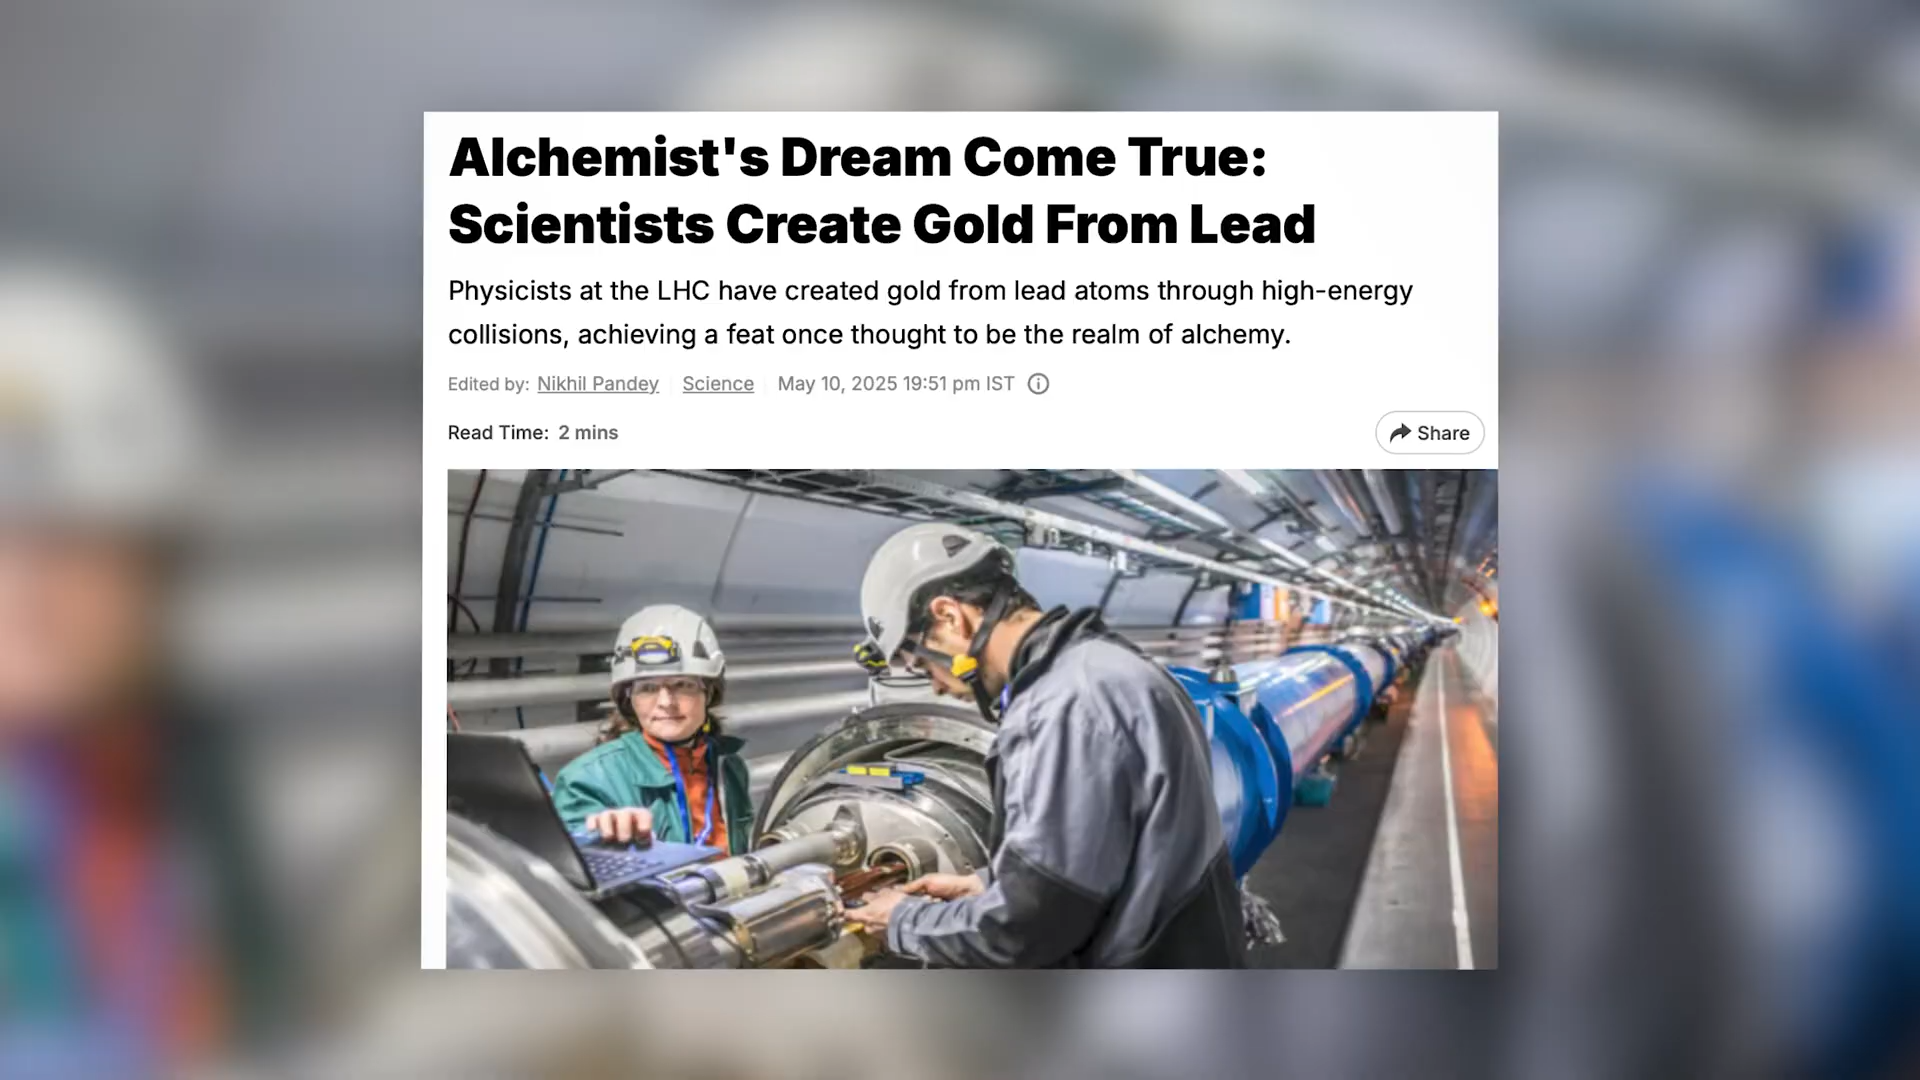 Alchemist's Dream Come True:
Scientists Create Gold From Lead
Physicists at the LHC have created gold from lead atoms through high-energy
collisions, achieving a feat once thought to be the realm of alchemy.
Edited by: Nikhil Pandey Science May 10, 2025 19:51 pm IST
Read Time: 2 mins
Share